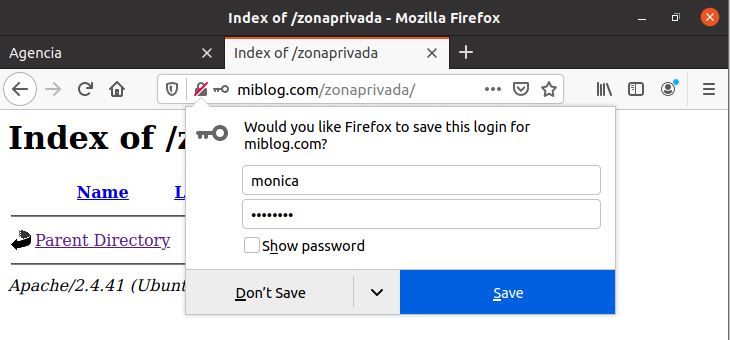 Index of /zonaprivada - Mozilla Firefox
Agencia
Index of /zonaprivada
miblog.com/zonaprivada/
Would you like Firefox to save this login for
miblog.com?
Index of /
Name
monica
••••••••
Parent Directory
Show password
Apache/2.4.41
Don't Save
Save